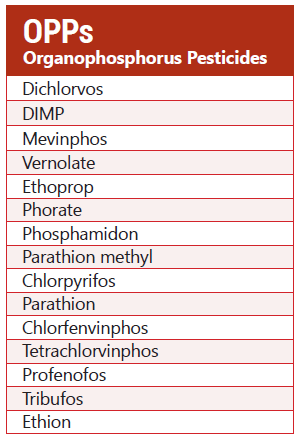 OPPs
Organophosphorus Pesticides
Dichlorvos
DIMP
Mevinphos
Vernolate
Ethoprop
Phorate
Phosphamidon
Parathion methyl
Chlorpyrifos
Parathion
Chlorfenvinphos
Tetrachlorvinphos
Profenofos
Tribufos
Ethion